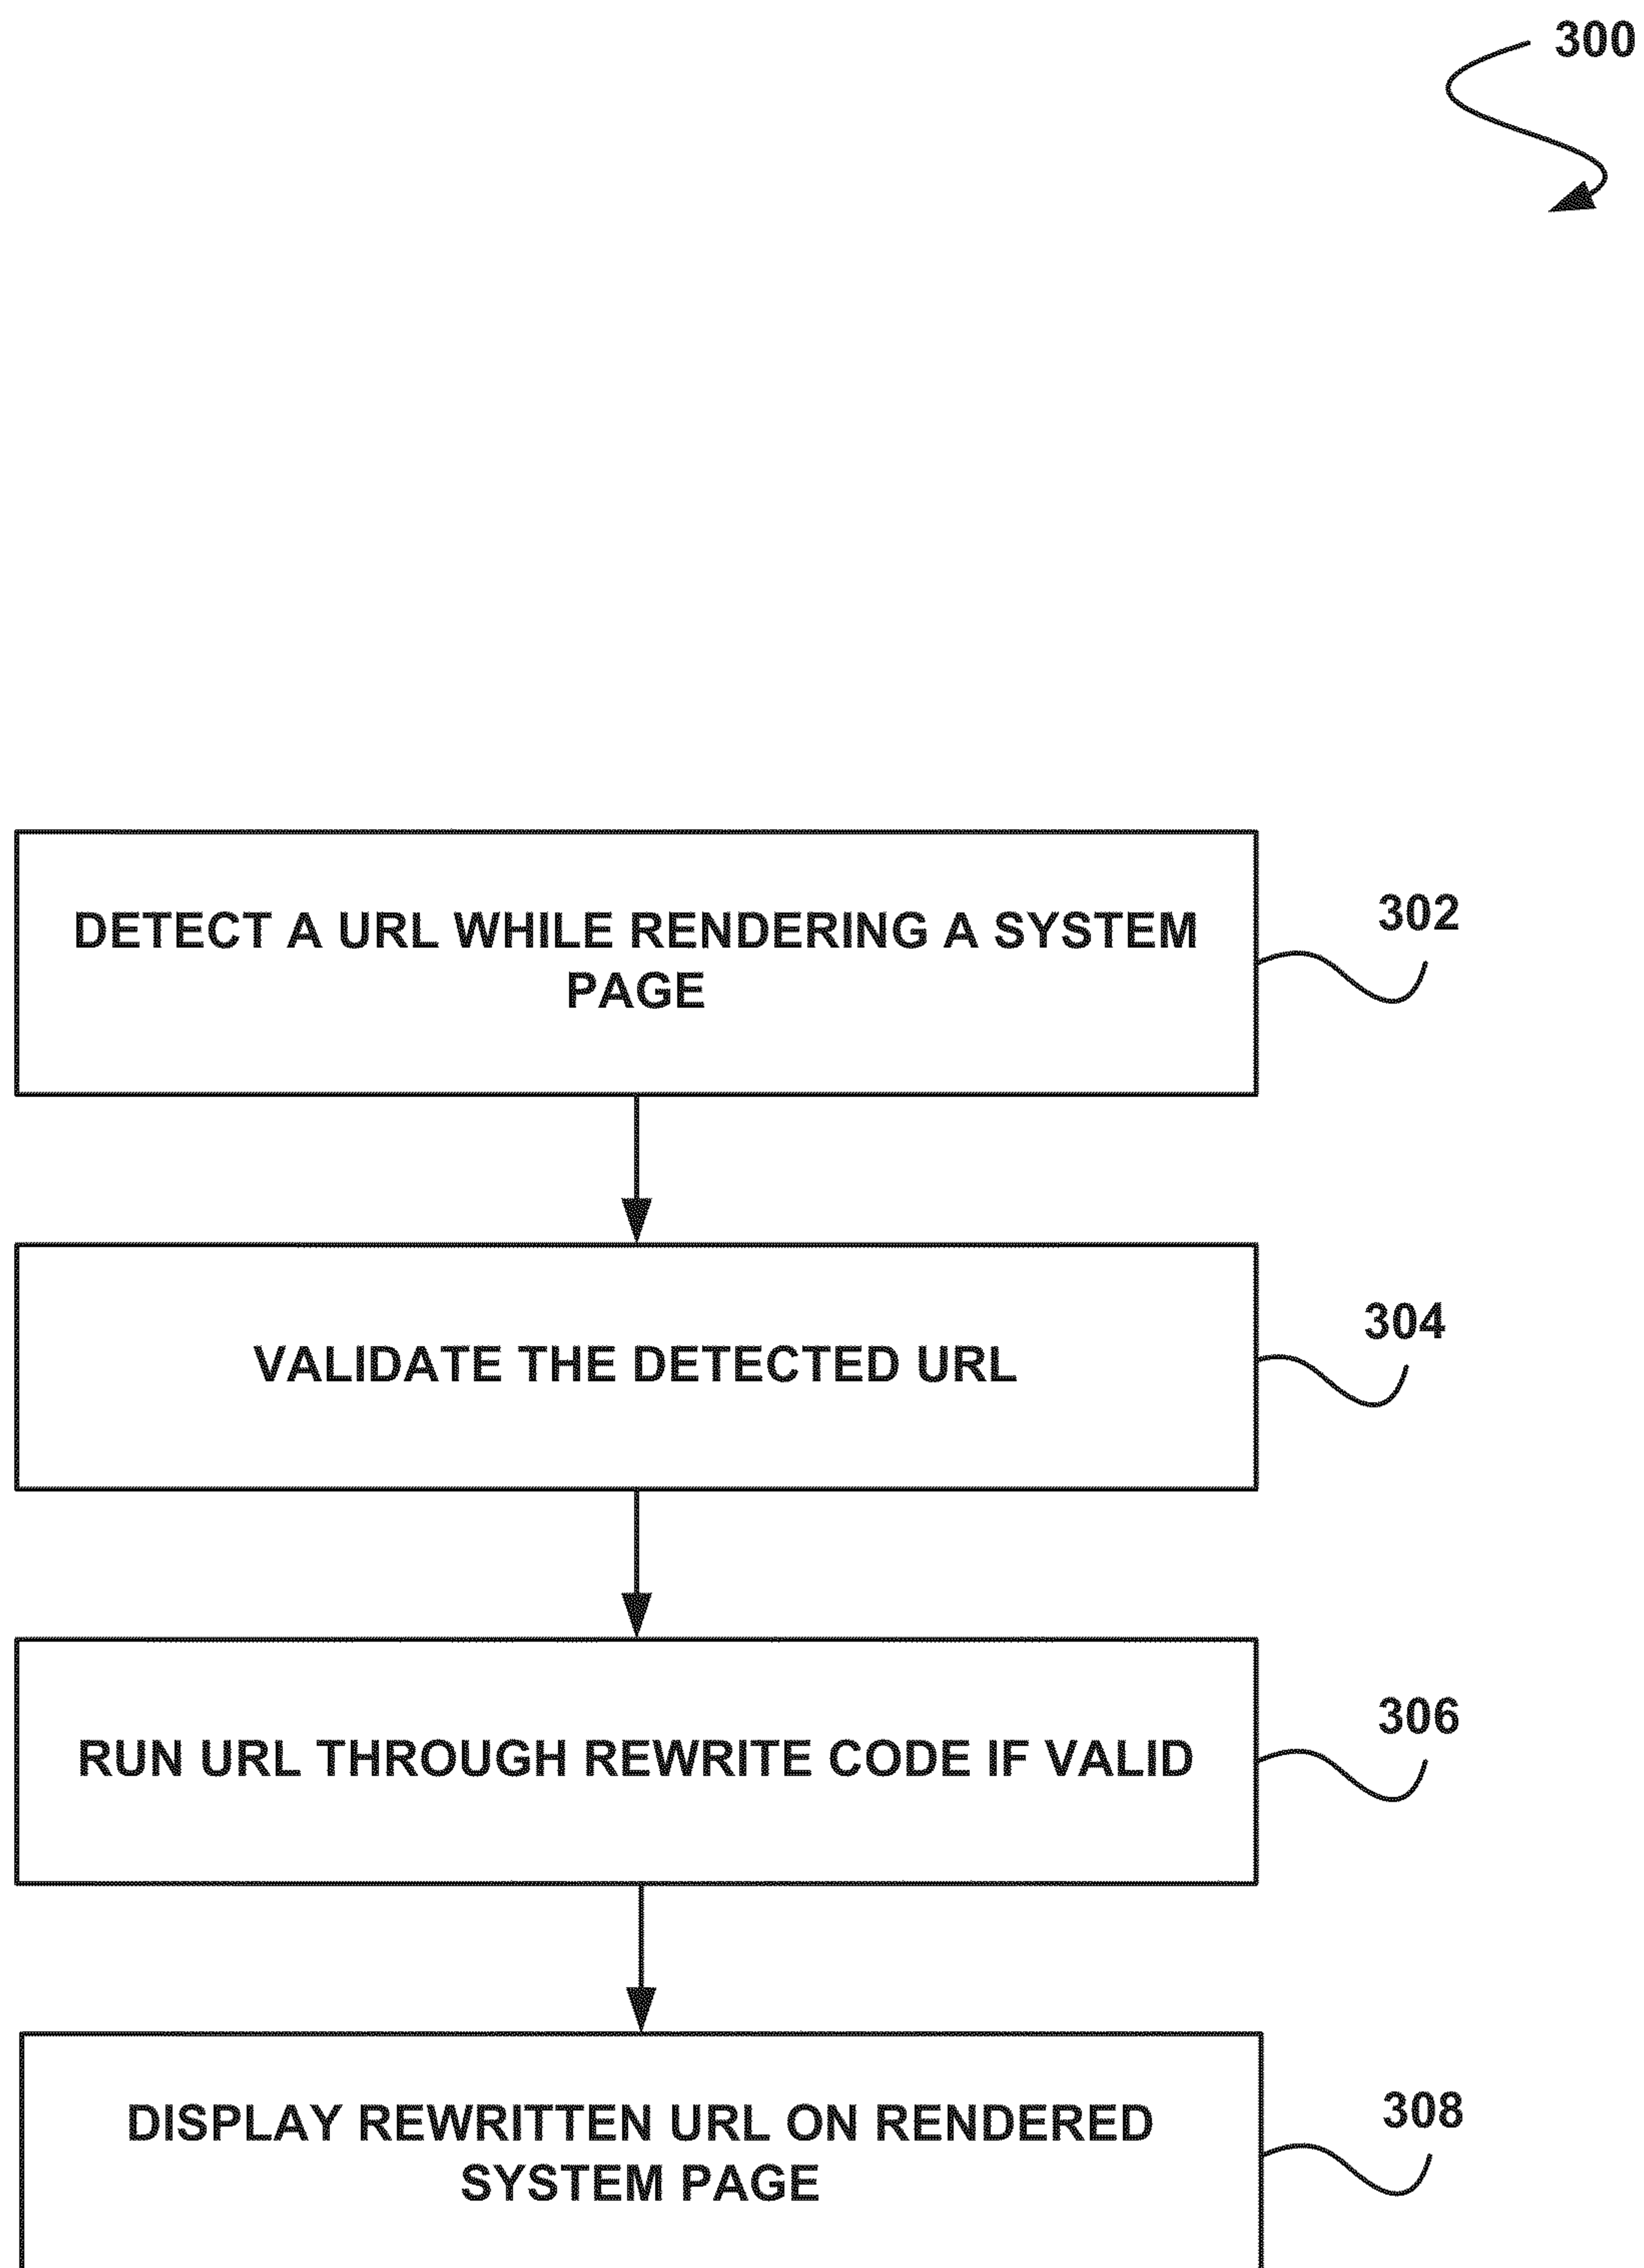 300
DETECT A URL WHILE RENDERING A SYSTEM
PAGE
302
VALIDATE THE DETECTED URL
304
RUN URL THROUGH REWRITE CODE IF VALID
306
DISPLAY REWRITTEN URL ON RENDERED
SYSTEM PAGE
308